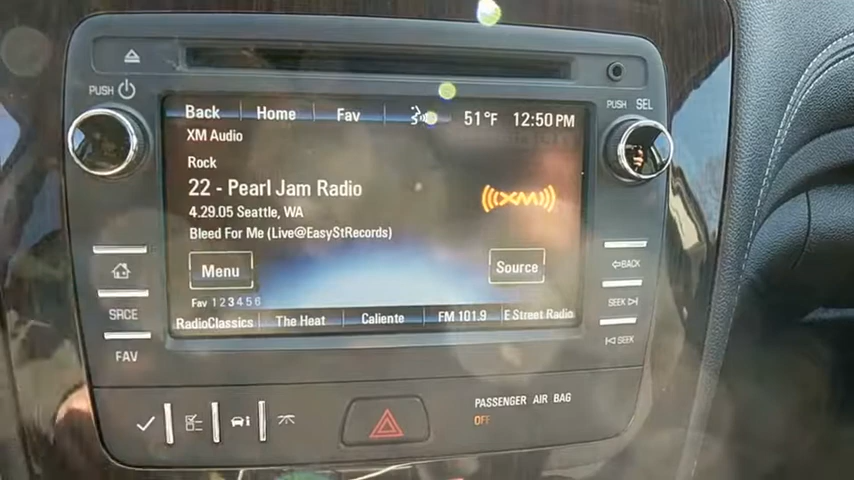 PUSH
Back Home Fav 51°F 12:50 PM
PUSH SEL
XM Audio
Rock
22 - Pearl Jam Radio
4.29.05 Seattle, WA
Bleed For Me (Live@EasyStRecords)
XM
Menu
Source
Fav 1 2 3 4 5 6
RadioClassics The Heat Caliente FM 101.9 E Street Radio
SRCE
FAV
BACK
SEEK
SEEK
PASSENGER AIR BAG
OFF